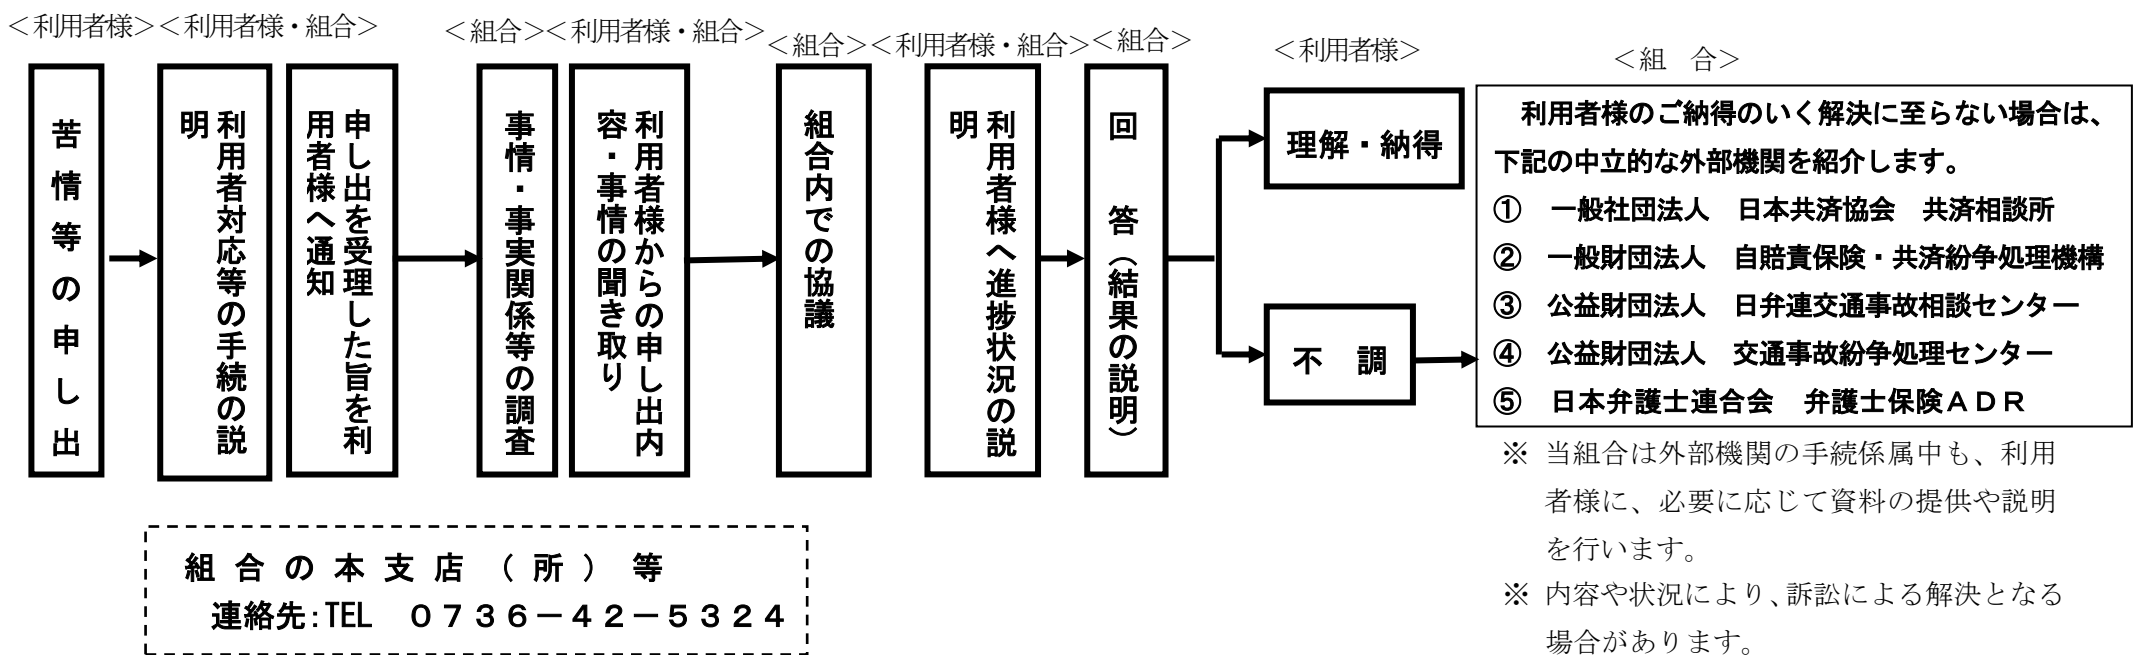 ＜利用者様＞
＜利用者様・組合＞
＜組合＞
＜利用者様・組合＞
＜組合＞
＜利用者様・組合＞
＜組合＞
＜利用者様＞
＜組　合＞
苦情等の申し出
利用者対応等の手続の説
明
申し出を受理した旨を利
用者様へ通知
事情・事実関係等の調査
利用者様からの申し出内
容・事情の聞き取り
組合内での協議
利用者様へ進捗状況の説
明
回　答（結果の説明）
理解・納得
不　調
利用者様のご納得のいく解決に至らない場合は、
下記の中立的な外部機関を紹介します。
①　一般社団法人　日本共済協会　共済相談所
②　一般財団法人　自賠責保険・共済紛争処理機構
③　公益財団法人　日弁連交通事故相談センター
④　公益財団法人　交通事故紛争処理センター
⑤　日本弁護士連合会　弁護士保険ＡＤＲ
※ 当組合は外部機関の手続係属中も、利用
者様に、必要に応じて資料の提供や説明
を行います。
※ 内容や状況により、訴訟による解決となる
場合があります。
組合の本支店（所）等
連絡先:TEL　０７３６－４２－５３２４